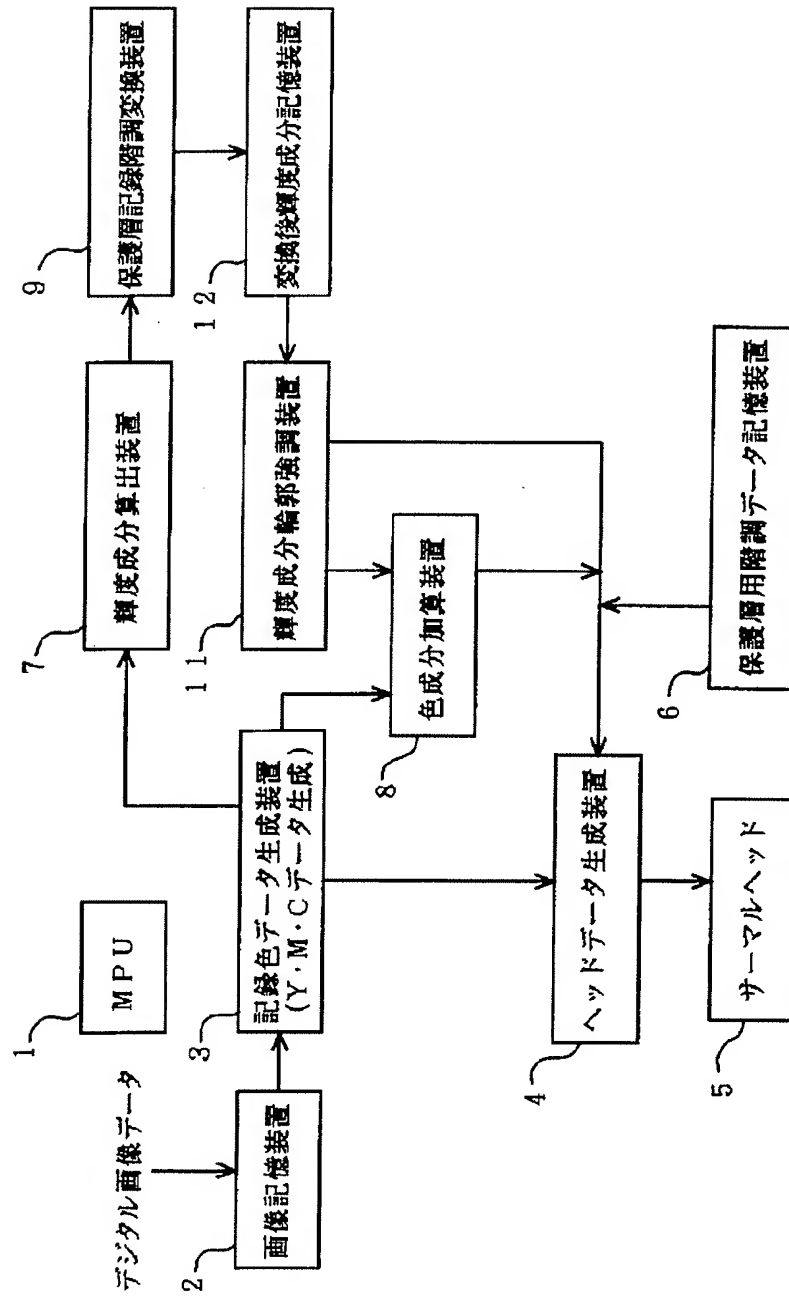 デジタル画像データ
1
MPU
2
画像記憶装置
3
記録色データ生成装置
(Y・M・Cデータ生成)
7
輝度成分算出装置
9
保護層記録階調変換装置
12
変換後輝度成分記憶装置
11
輝度成分輪郭強調装置
8
色成分加算装置
4
ヘッドデータ生成装置
5
サーマルヘッド
6
保護層用階調データ記憶装置